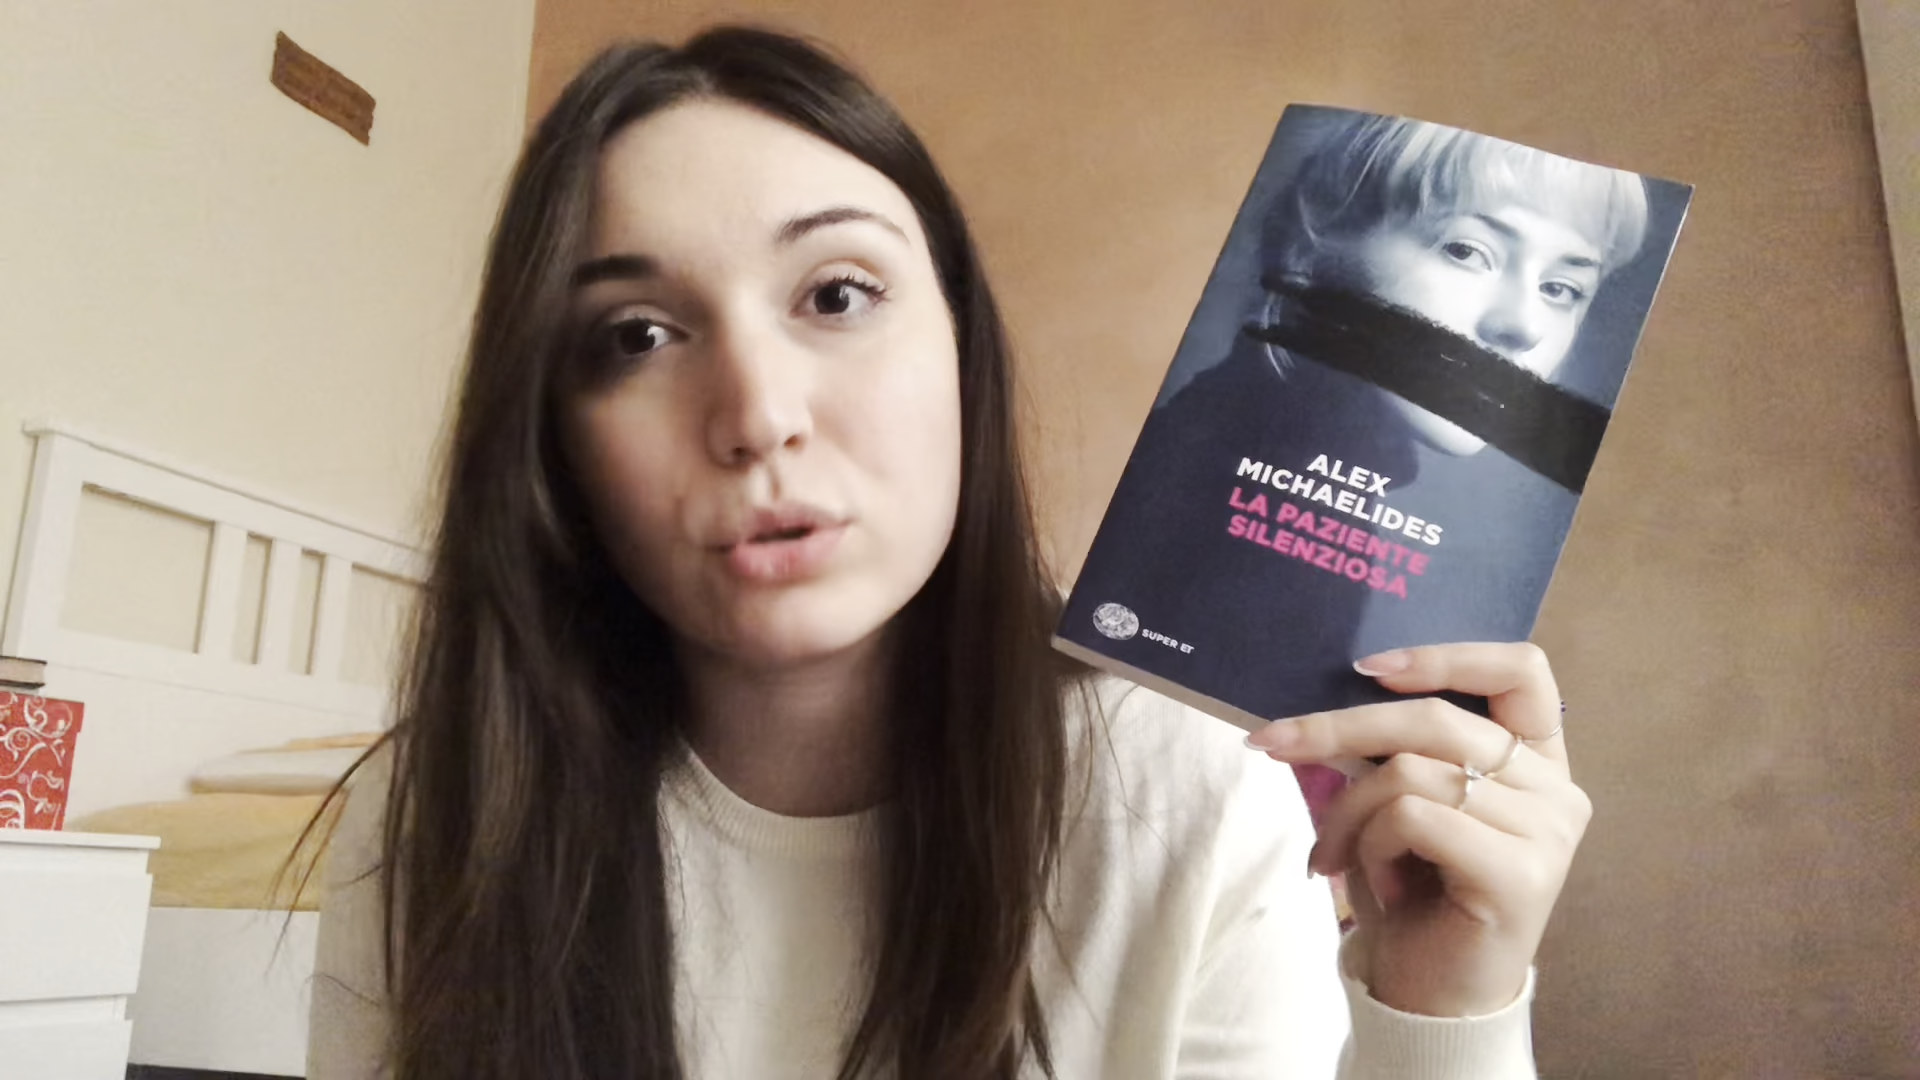 ALEX
MICHAELIDES
LA PAZIENTE
SILENZIOSA
SUPER ET